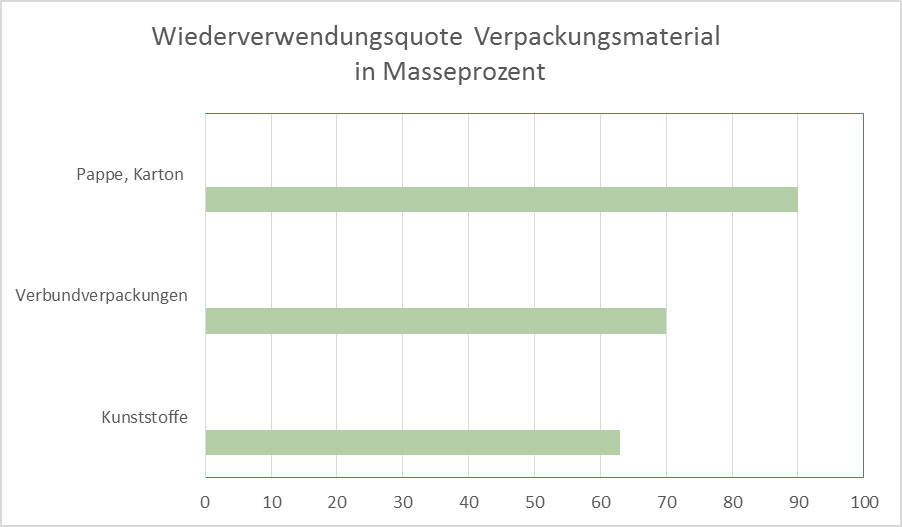 Wiederverwendungsquote Verpackungsmaterial
in Masseprozent
Pappe, Karton
Verbundverpackungen
Kunststoffe
0 10 20 30 40 50 60 70 80 90 100